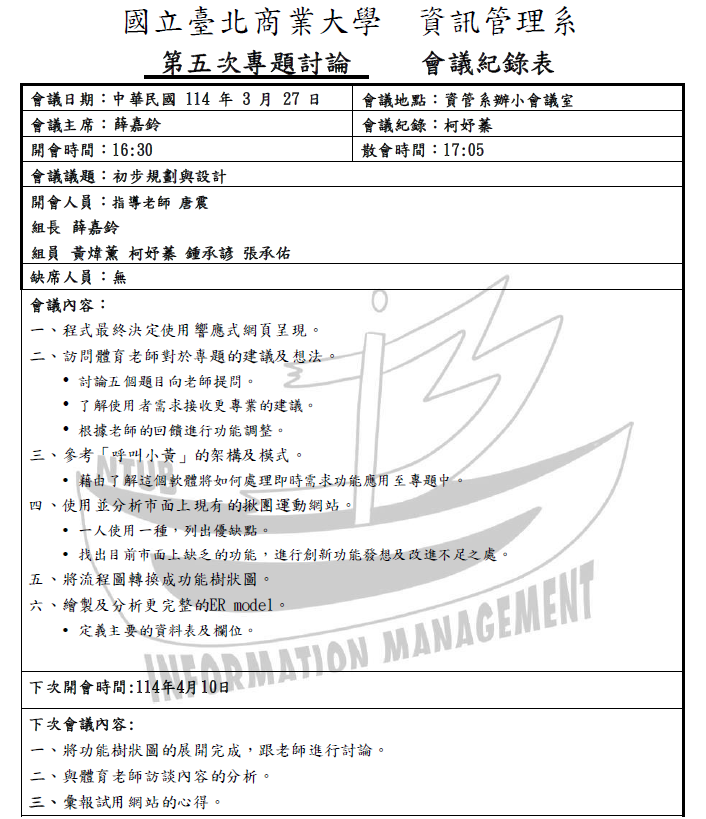 國立臺北商業大學 資訊管理系
第五次專題討論 會議紀錄表
會議日期：中華民國 114 年 3 月 27 日 會議地點：資管系辦小會議室
會議主席：薛嘉鈴 會議紀錄：柯妤蓁
開會時間：16:30 散會時間：17:05
會議議題：初步規劃與設計
開會人員：指導老師 唐震
組長 薛嘉鈴
組員 黃煒薰 柯妤蓁 鍾承諺 張承佑
缺席人員：無
會議內容：
一、程式最終決定使用響應式網頁呈現。
二、訪問體育老師對於專題的建議及想法。
• 討論五個題目向老師提問。
• 了解使用者需求接收更專業的建議。
• 根據老師的回饋進行功能調整。
三、參考「呼叫小黃」的架構及模式。
• 藉由了解這個軟體將如何處理即時需求功能應用至專題中。
四、使用並分析市面上現有的揪團運動網站。
• 一人使用一種，列出優缺點。
• 找出目前市面上缺乏的功能，進行創新功能發想及改進不足之處。
五、將流程圖轉換成功能樹狀圖。
六、繪製及分析更完整的ER model。
• 定義主要的資料表及欄位。
NTUB
INFORMATION MANAGEMENT
下次開會時間:114年4月10日
下次會議內容:
一、將功能樹狀圖的展開完成，跟老師進行討論。
二、與體育老師訪談內容的分析。
三、彙報試用網站的心得。